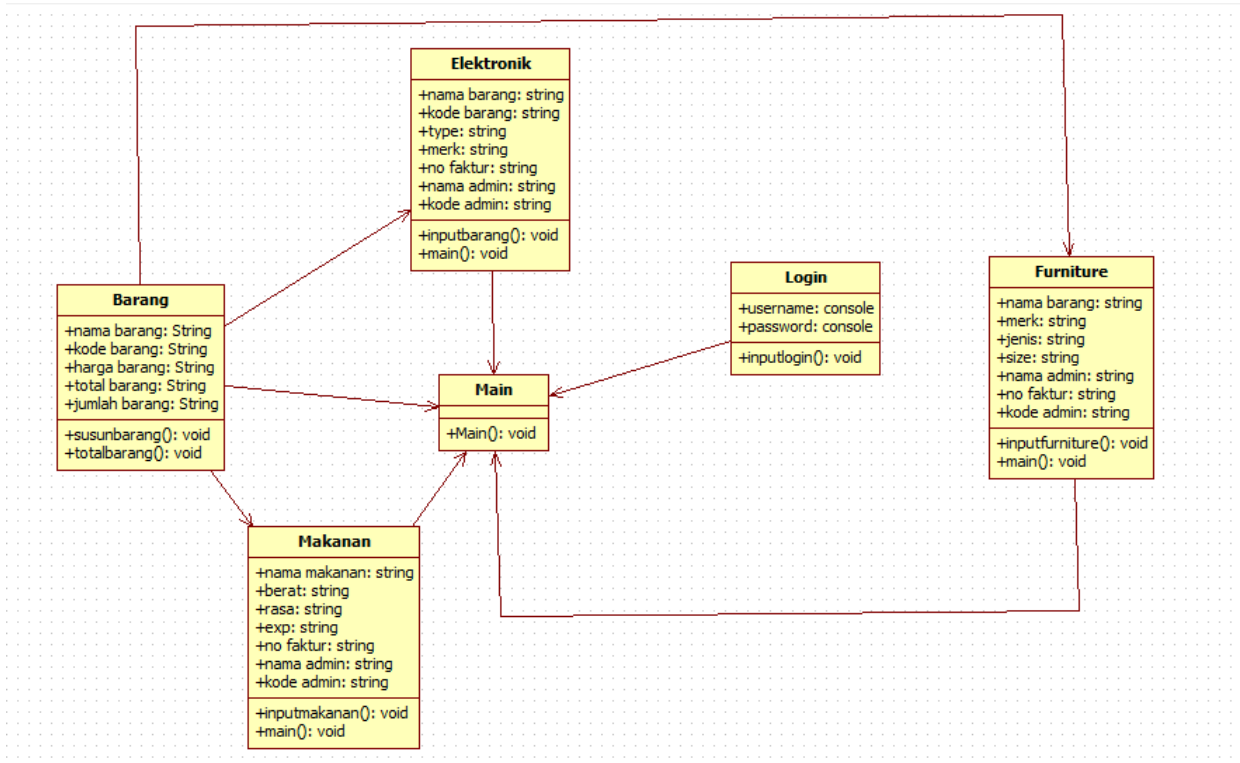 Elektronik
+nama barang: string
+kode barang: string
+type: string
+merk: string
+no faktur: string
+nama admin: string
+kode admin: string
+inputbarang(): void
+main(): void
Barang
+nama barang: String
+kode barang: String
+harga barang: String
+total barang: String
+jumlah barang: String
+susunbarang(): void
+totalbarang(): void
Main
+Main(): void
Login
+username: console
+password: console
+inputlogin(): void
Furniture
+nama barang: string
+merk: string
+jenis: string
+size: string
+nama admin: string
+no faktur: string
+kode admin: string
+inputfurniture(): void
+main(): void
Makanan
+nama makanan: string
+berat: string
+rasa: string
+exp: string
+no faktur: string
+nama admin: string
+kode admin: string
+inputmakanan(): void
+main(): void